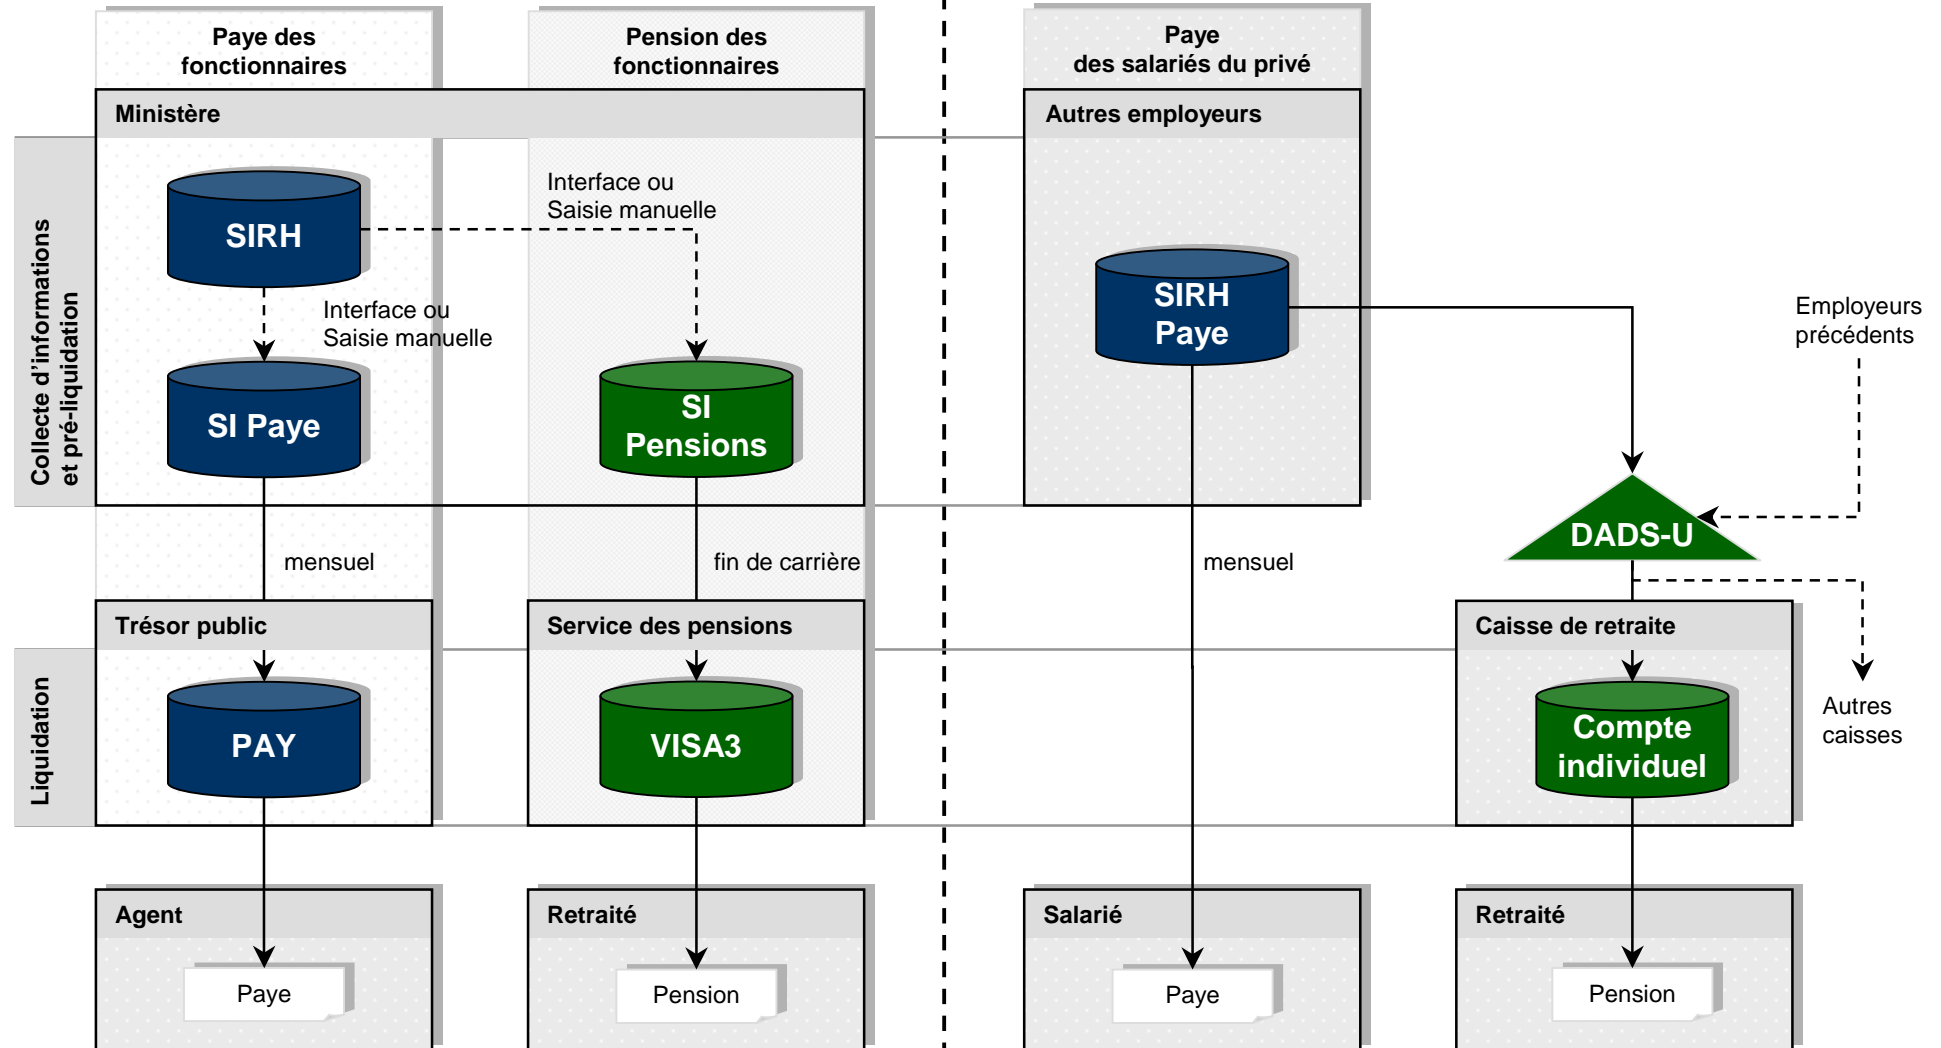 Paye des
fonctionnaires
Pension des
fonctionnaires
Paye
des salariés du privé
Ministère
Autres employeurs
Collecte d'informations
et pré-liquidation
SIRH
Interface ou
Saisie manuelle
Interface ou
Saisie manuelle
SI Paye
SI
Pensions
SIRH
Paye
Employeurs
précédents
DADS-U
mensuel
fin de carrière
mensuel
Trésor public
Service des pensions
Caisse de retraite
Liquidation
PAY
VISA3
Compte
individuel
Autres
caisses
Agent
Retraité
Salarié
Retraité
Paye
Pension
Paye
Pension